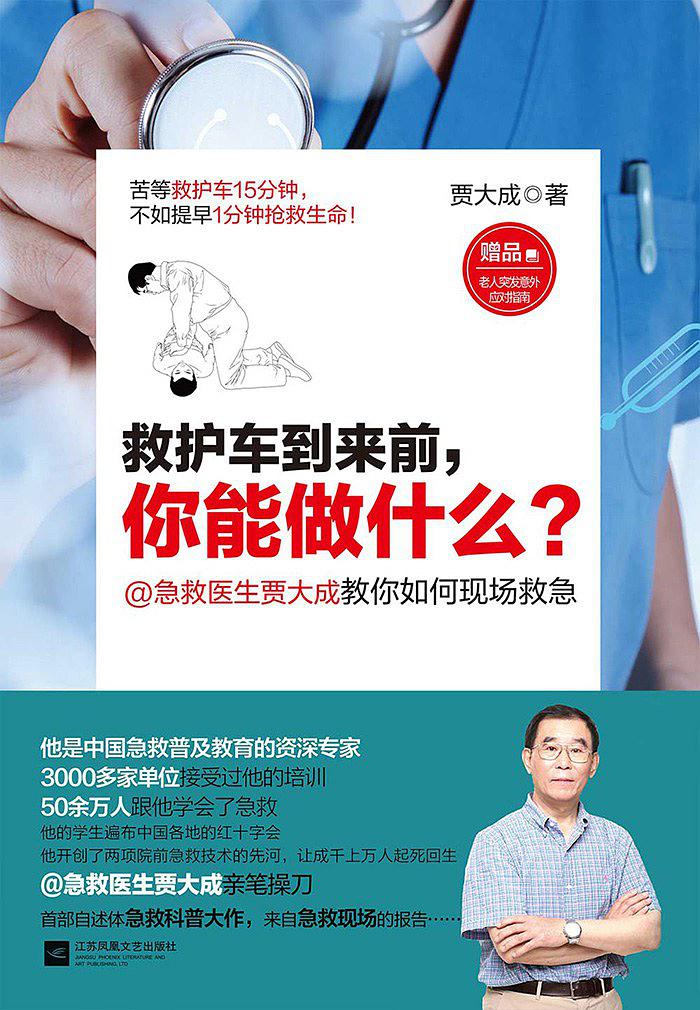 苦等救护车15分钟，
不如提早1分钟抢救生命！
贾大成◎著
赠品
老人突发意外
应对指南
救护车到来前，
你能做什么？
@急救医生贾大成教你如何现场救急
他是中国急救普及教育的资深专家
3000多家单位接受过他的培训
50余万人跟他学会了急救
他的学生遍布中国各地的红十字会
他开创了两项院前急救技术的先河，让成千上万人起死回生
@急救医生贾大成亲笔操刀
首部自述体急救科普大作，来自急救现场的报告……
江苏凤凰文艺出版社
JIANGSU PHOENIX LITERATURE AND
ART PUBLISHING, LTD